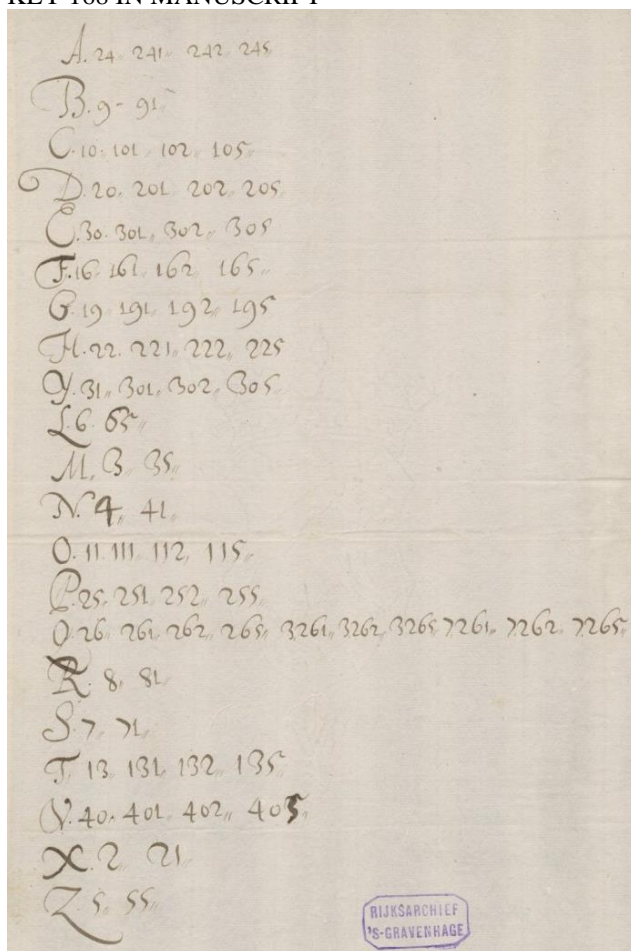 KEY 168 IN MANUSCRIPT
A. 24. 241. 242. 245
B. 9 - 91.
C. 10. 101. 102. 105.
D. 20. 201. 202. 205.
E. 30. 301. 302. 305
F. 16. 161. 162. 165.
G. 19. 191. 192. 195
H. 22. 221. 222. 225
Y. 31. 301. 302. 305.
L. 6. 65.
M. 3. 35.
N. 4. 41.
O. 11. 111. 112. 115.
P. 25. 251. 252. 255.
Q. 26. 261. 262. 265. 3261. 3262. 3265. 7261. 7262. 7265.
R. 8. 81.
S. 7. 71.
T. 13. 131. 132. 135.
V. 40. 401. 402. 405.
X. 2. 21.
Z. 5. 55.
RIJKSARCHIEF
'S-GRAVENHAGE